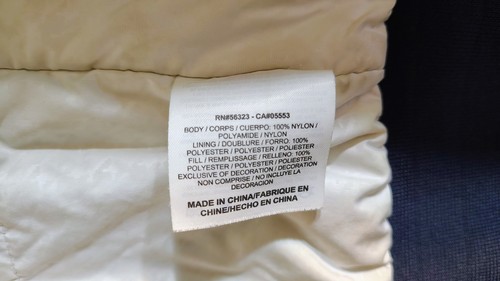 RN#56323 - CA#05553
BODY / CORPS / CUERPO: 100% NYLON /
POLYAMIDE / NYLON
LINING / DOUBLURE / FORRO: 100%
POLYESTER / POLYESTER / POLYESTER
FILL / REMPLISSAGE / RELLENO: 100%
POLYESTER / POLYESTER / POLYESTER
EXCLUSIVE OF DECORATION / DECORATION
NON COMPRISE / NO INCLUYE LA
DECORACION
MADE IN CHINA/FABRIQUE EN
CHINE/HECHO EN CHINA